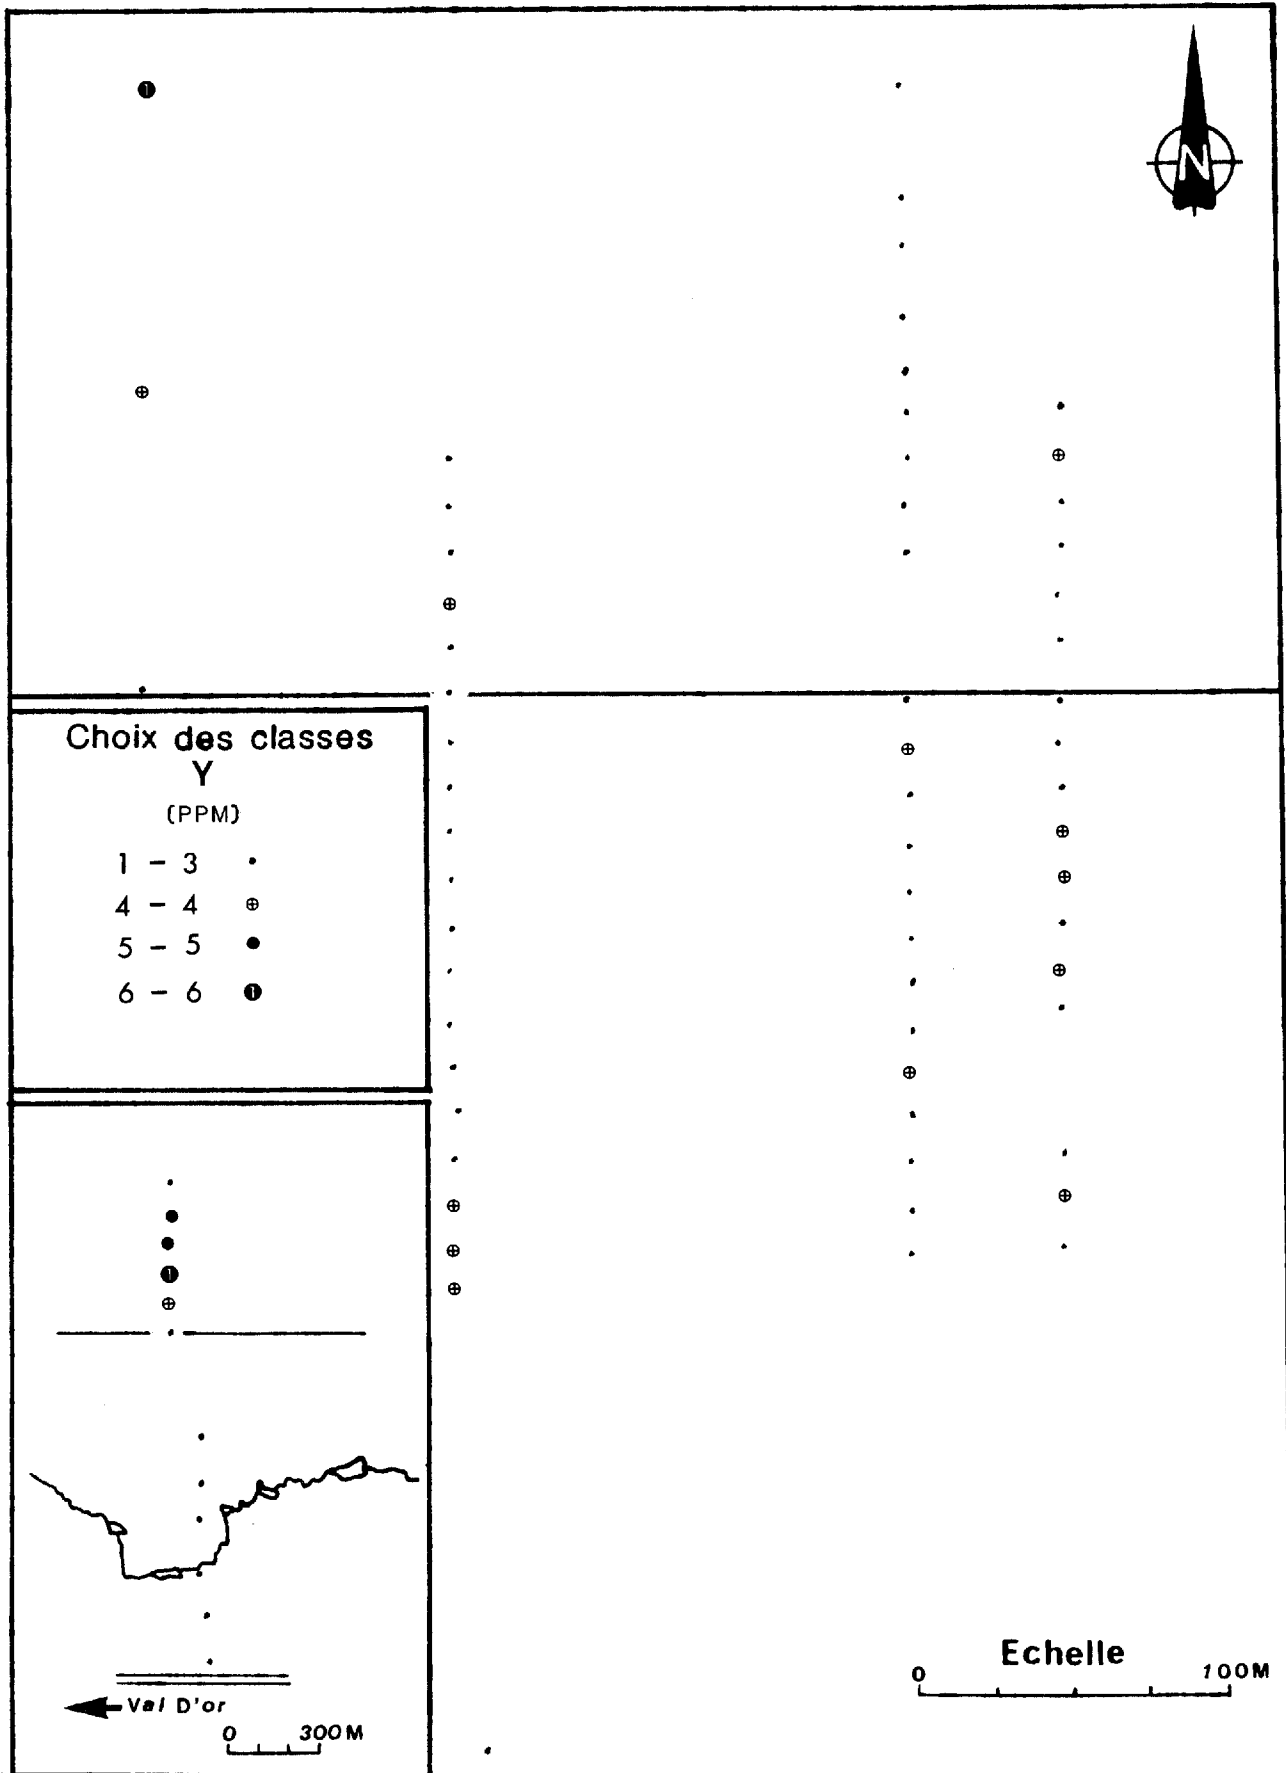 N
Choix des classes
Y
(PPM)
1 - 3
4 - 4
5 - 5
6 - 6
Val D'or
0 300M
Echelle
0 100M